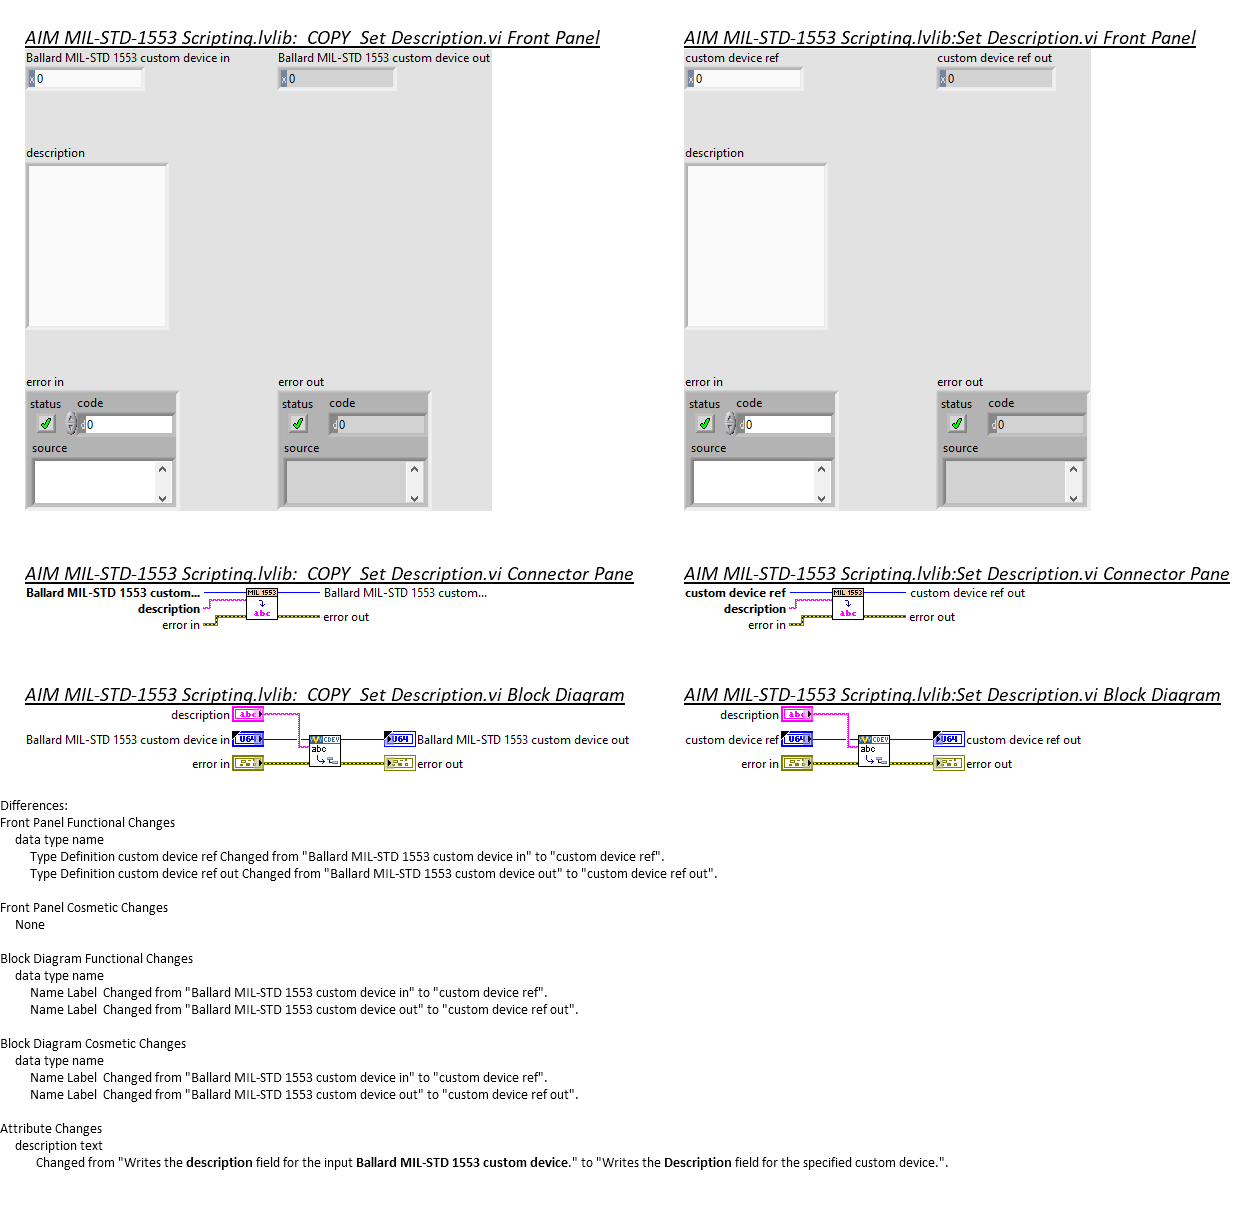 AIM MIL-STD-1553 Scripting.lvlib:_COPY_Set Description.vi Front Panel
Ballard MIL-STD 1553 custom device in
Ballard MIL-STD 1553 custom device out
x 0
x 0
description
error in
error out
status
code
status
code
d 0
d 0
source
source
AIM MIL-STD-1553 Scripting.lvlib:Set Description.vi Front Panel
custom device ref
custom device ref out
x 0
x 0
description
error in
error out
status
code
status
code
d 0
d 0
source
source
AIM MIL-STD-1553 Scripting.lvlib:_COPY_Set Description.vi Connector Pane
Ballard MIL-STD 1553 custom...
MIL 1553
Ballard MIL-STD 1553 custom...
description
abc
error in
error out
AIM MIL-STD-1553 Scripting.lvlib:Set Description.vi Connector Pane
custom device ref
MIL 1553
custom device ref out
description
abc
error in
error out
AIM MIL-STD-1553 Scripting.lvlib:_COPY_Set Description.vi Block Diagram
description
abc
Ballard MIL-STD 1553 custom device in
U64
CDEV
abc
U64
Ballard MIL-STD 1553 custom device out
error in
error out
AIM MIL-STD-1553 Scripting.lvlib:Set Description.vi Block Diagram
description
abc
custom device ref
U64
CDEV
abc
U64
custom device ref out
error in
error out
Differences:
Front Panel Functional Changes
data type name
Type Definition custom device ref Changed from "Ballard MIL-STD 1553 custom device in" to "custom device ref".
Type Definition custom device ref out Changed from "Ballard MIL-STD 1553 custom device out" to "custom device ref out".
Front Panel Cosmetic Changes
None
Block Diagram Functional Changes
data type name
Name Label  Changed from "Ballard MIL-STD 1553 custom device in" to "custom device ref".
Name Label  Changed from "Ballard MIL-STD 1553 custom device out" to "custom device ref out".
Block Diagram Cosmetic Changes
data type name
Name Label  Changed from "Ballard MIL-STD 1553 custom device in" to "custom device ref".
Name Label  Changed from "Ballard MIL-STD 1553 custom device out" to "custom device ref out".
Attribute Changes
description text
Changed from "Writes the description field for the input Ballard MIL-STD 1553 custom device." to "Writes the Description field for the specified custom device.".